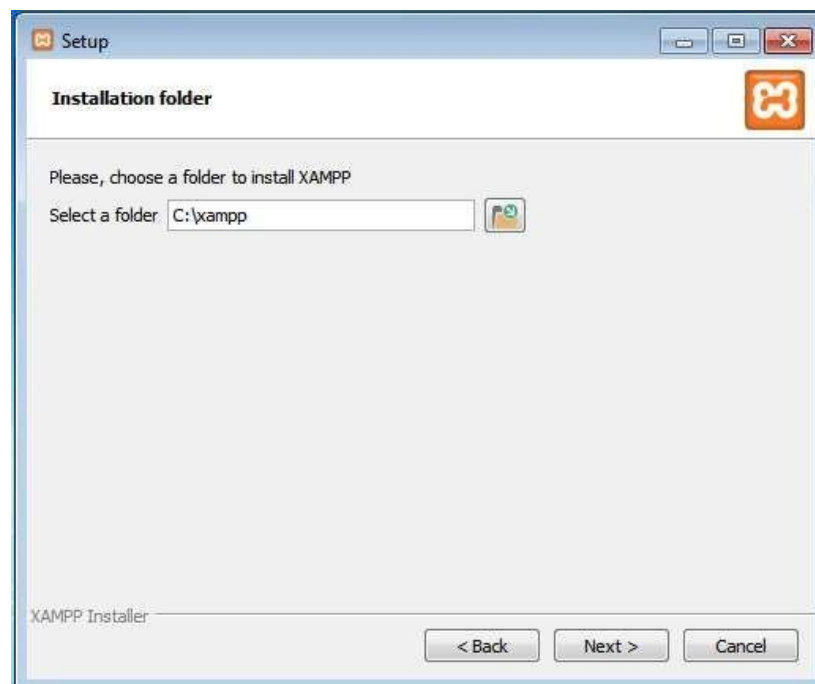 Setup
Installation folder
Please, choose a folder to install XAMPP
Select a folder C:\xampp
XAMPP Installer
< Back Next > Cancel